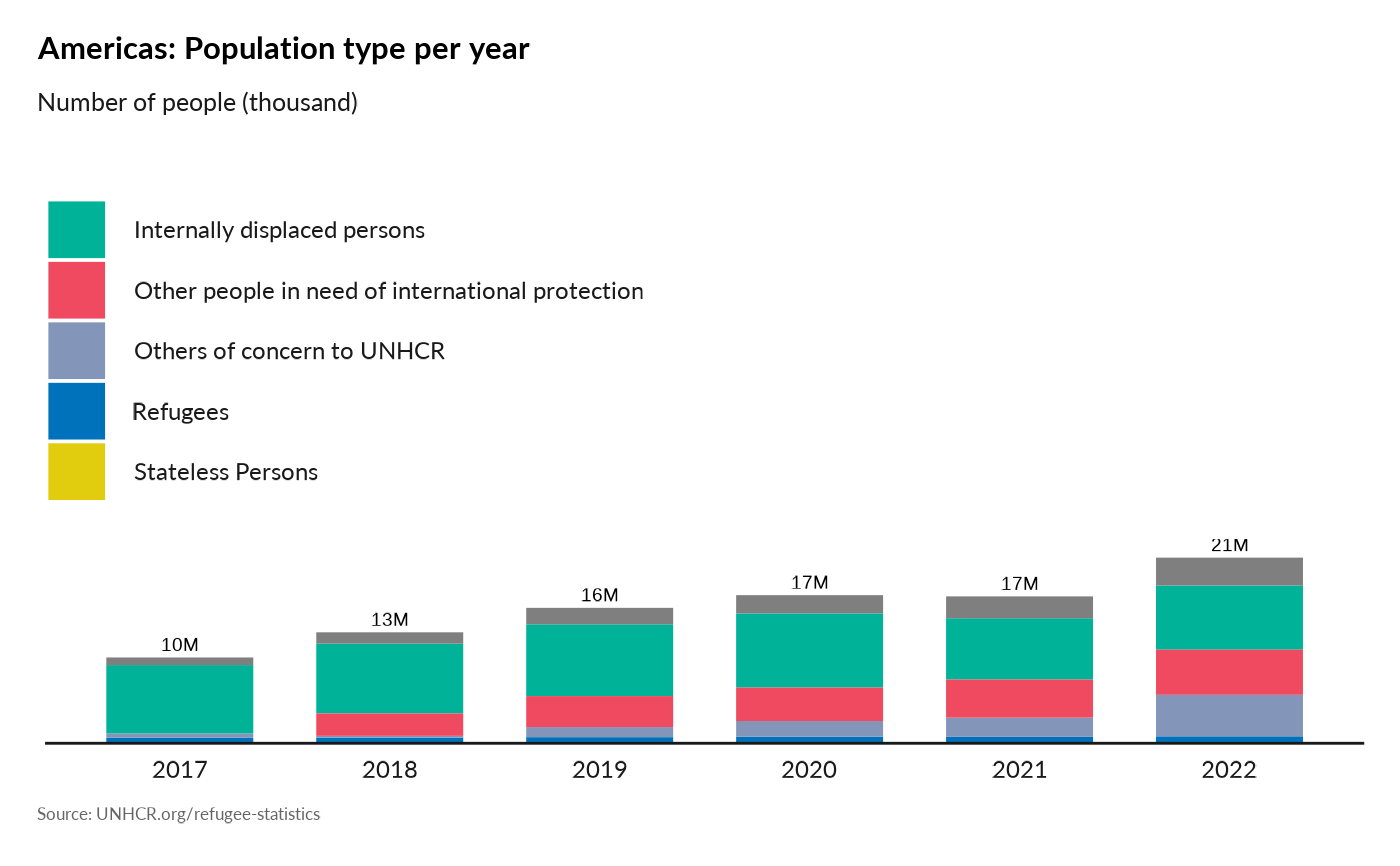 Americas: Population type per year
Number of people (thousand)
Internally displaced persons
Other people in need of international protection
Others of concern to UNHCR
Refugees
Stateless Persons
10M
13M
16M
17M
17M
21M
2017
2018
2019
2020
2021
2022
Source: UNHCR.org/refugee-statistics